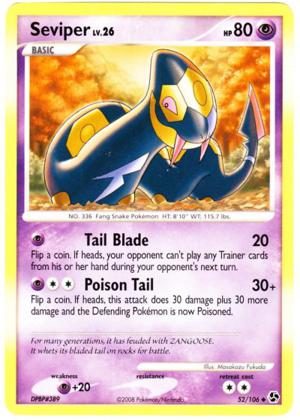 Seviper LV.26 HP 80
BASIC
NO. 336 Fang Snake Pokémon HT: 8'10" WT: 115.7 lbs.
Tail Blade 20
Flip a coin. If heads, your opponent can't play any Trainer cards
from his or her hand during your opponent's next turn.
Poison Tail 30+
Flip a coin. If heads, this attack does 30 damage plus 30 more
damage and the Defending Pokémon is now Poisoned.
For many generations, it has feuded with ZANGOOSE.
It whets its bladed tail on rocks for battle.
Illus. Masakazu Fukuda
weakness resistance retreat cost
+20
DPBP#389 ©2008 Pokémon/Nintendo 52/106